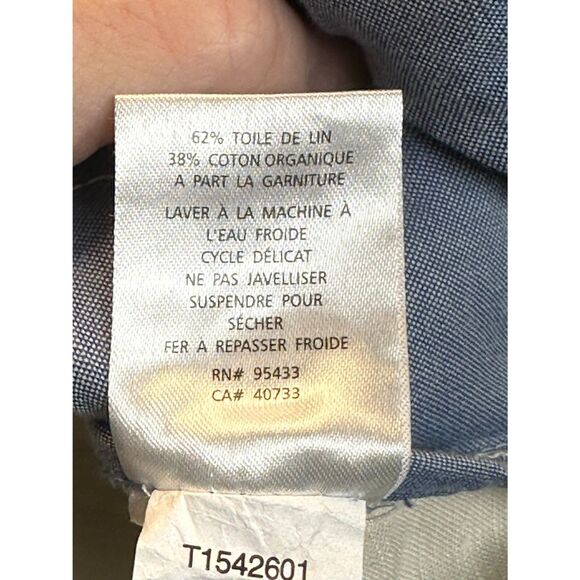 62% TOILE DE LIN
38% COTON ORGANIQUE
A PART LA GARNITURE
LAVER À LA MACHINE À
L'EAU FROIDE
CYCLE DÉLICAT
NE PAS JAVELLISER
SUSPENDRE POUR
SÉCHER
FER A REPASSER FROIDE
RN# 95433
CA# 40733
T1542601